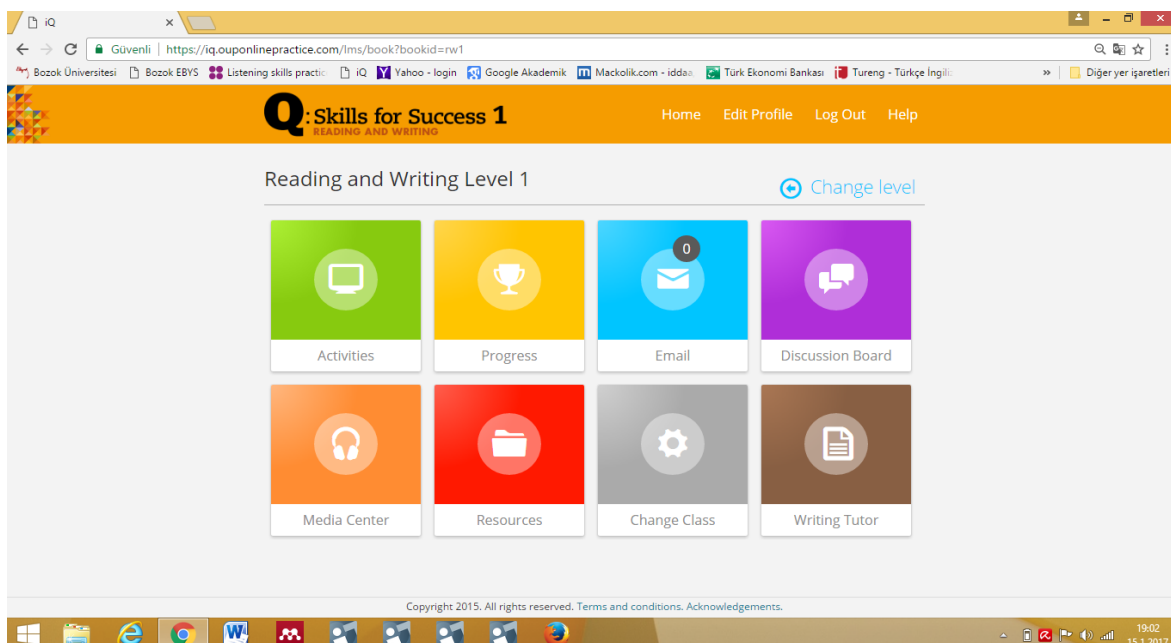 iQ
Güvenli | https://iq.ouponlinepractice.com/lms/book?bookid=rw1
Bozok Üniversitesi Bozok EBYS Listening skills practic iQ Yahoo - login Google Akademik Mackolik.com - iddaa, Türk Ekonomi Bankası Tureng - Türkçe İngili: » Diğer yer işaretleri
Q: Skills for Success 1
READING AND WRITING
Home Edit Profile Log Out Help
Reading and Writing Level 1
Change level
0
Activities Progress Email Discussion Board
Media Center Resources Change Class Writing Tutor
Copyright 2015. All rights reserved. Terms and conditions. Acknowledgements.
19:02
15.1.2017